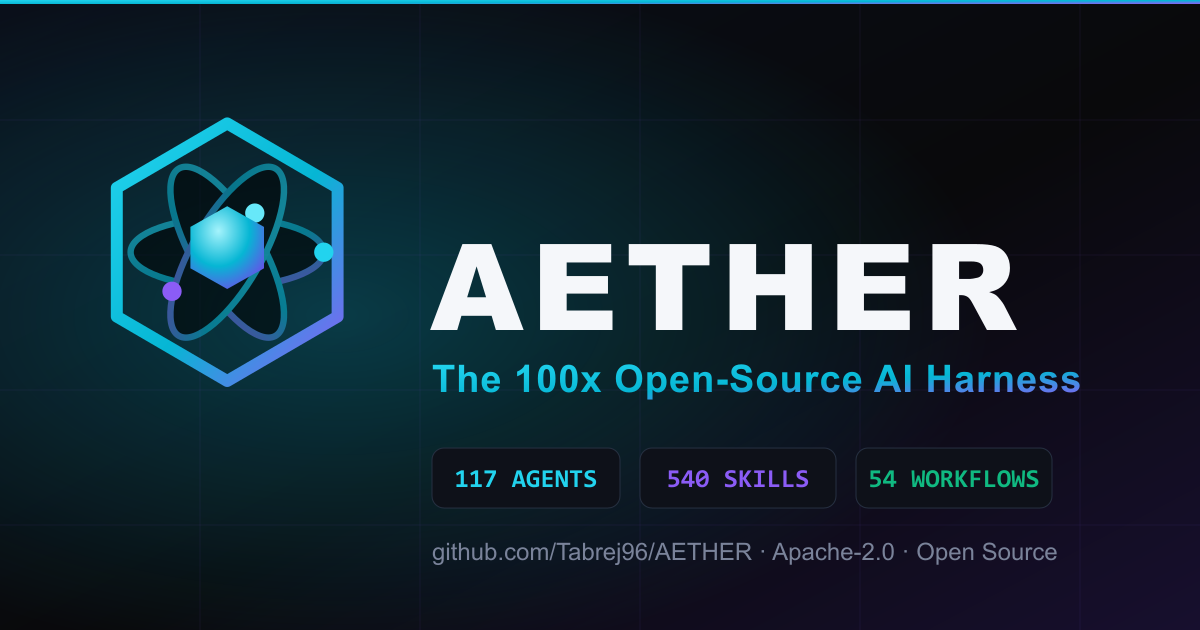 AETHER
The 100x Open-Source AI Harness
117 AGENTS 540 SKILLS 54 WORKFLOWS
github.com/Tabrej96/AETHER · Apache-2.0 · Open Source